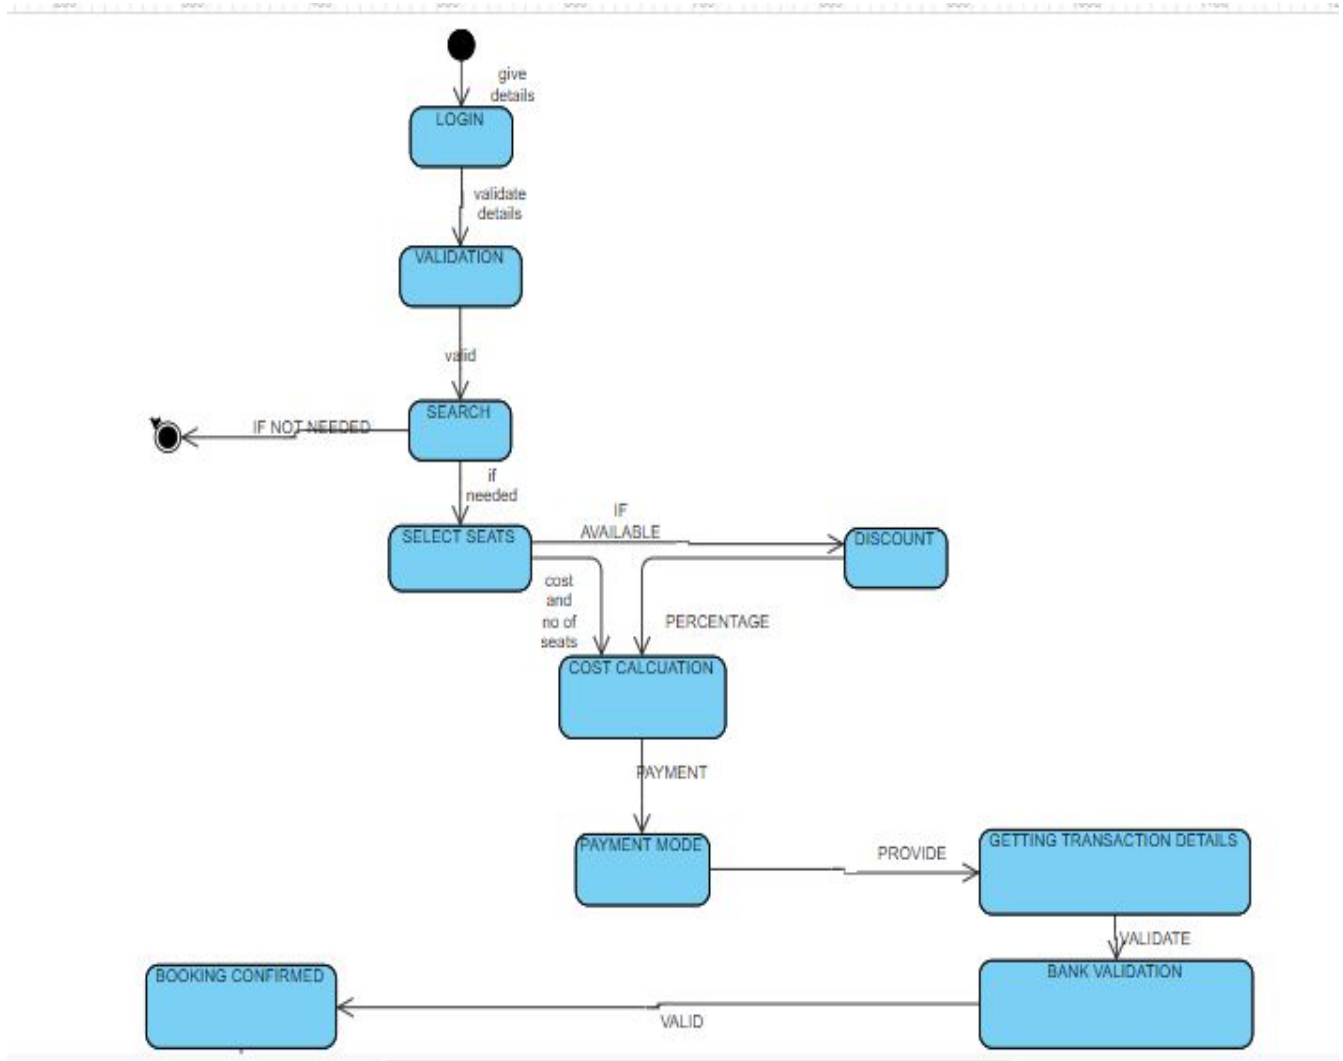 give
details
LOGIN
validate
details
VALIDATION
valid
SEARCH
IF NOT NEEDED
if
needed
SELECT SEATS
IF
AVAILABLE
DISCOUNT
cost
and
no of
seats
PERCENTAGE
COST CALCUATION
PAYMENT
PAYMENT MODE
PROVIDE
GETTING TRANSACTION DETAILS
VALIDATE
BANK VALIDATION
BOOKING CONFIRMED
VALID